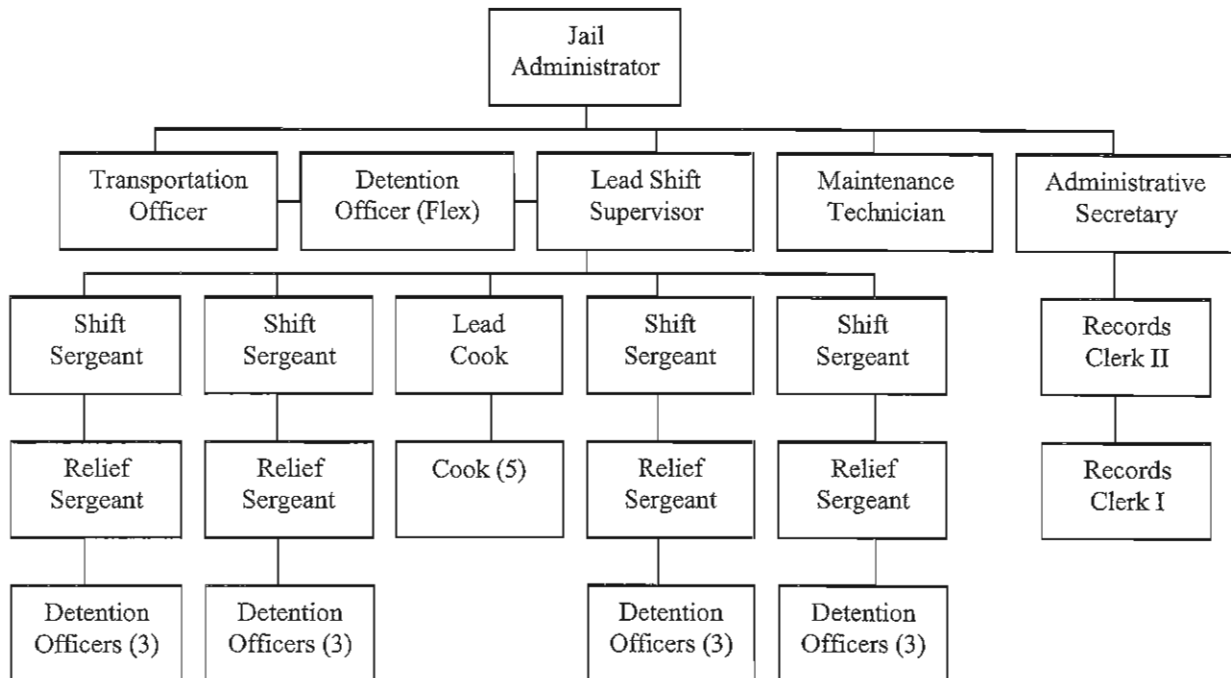 Jail
Administrator
Transportation
Officer
Detention
Officer (Flex)
Lead Shift
Supervisor
Maintenance
Technician
Administrative
Secretary
Shift
Sergeant
Shift
Sergeant
Lead
Cook
Shift
Sergeant
Shift
Sergeant
Records
Clerk II
Relief
Sergeant
Relief
Sergeant
Cook (5)
Relief
Sergeant
Relief
Sergeant
Records
Clerk I
Detention
Officers (3)
Detention
Officers (3)
Detention
Officers (3)
Detention
Officers (3)